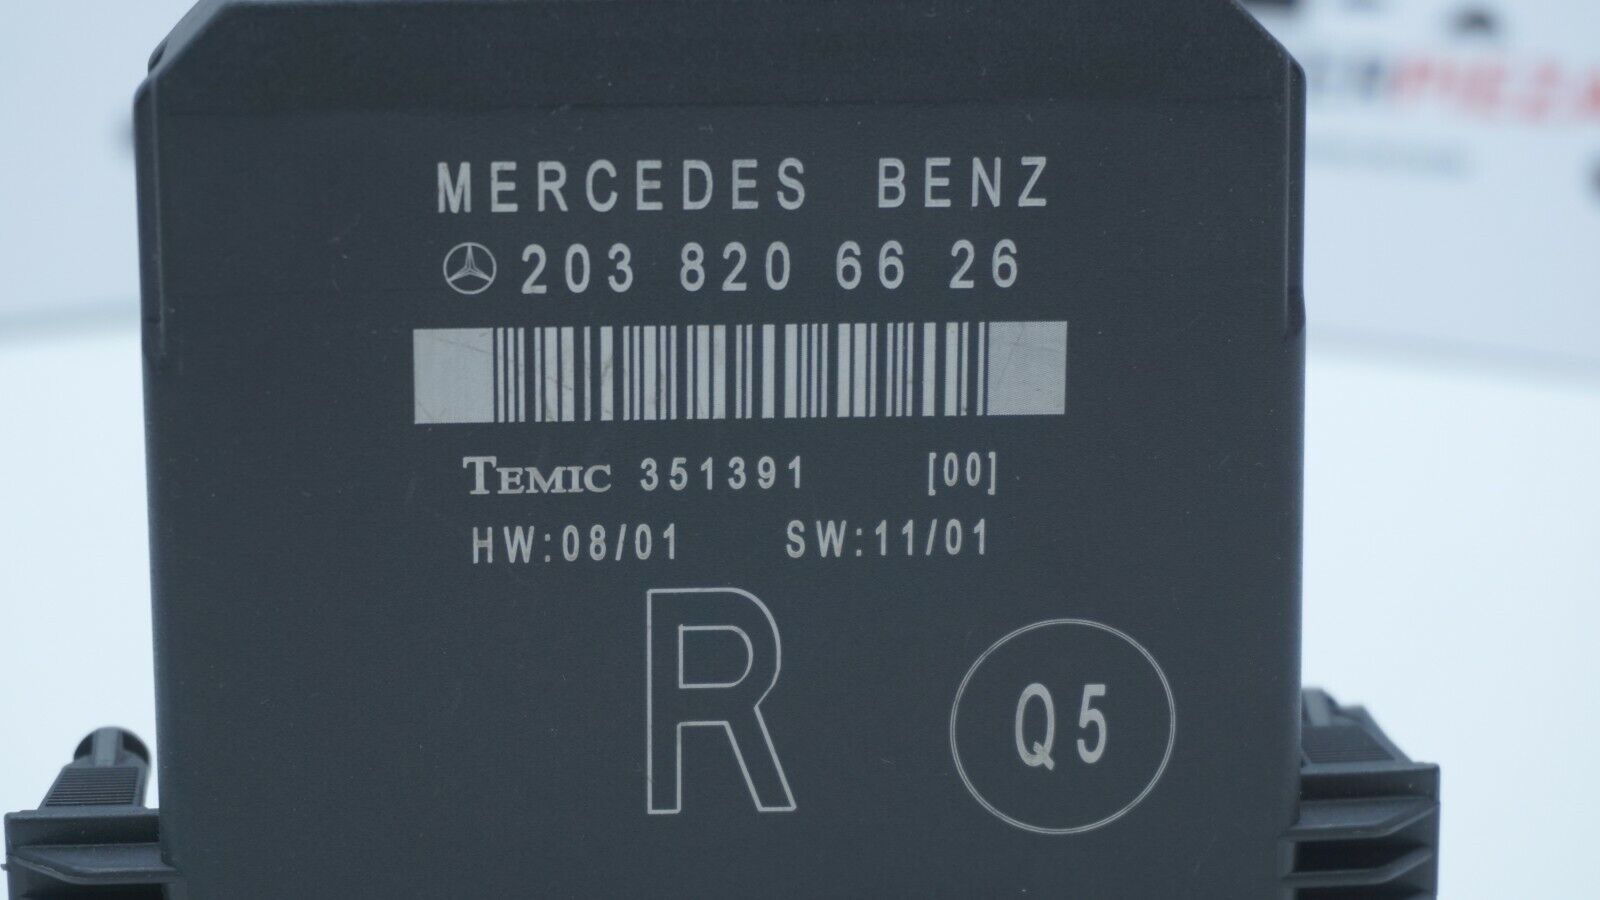 MERCEDES BENZ
203 820 66 26
TEMIC 351391 [00]
HW:08/01 SW:11/01
R
Q5